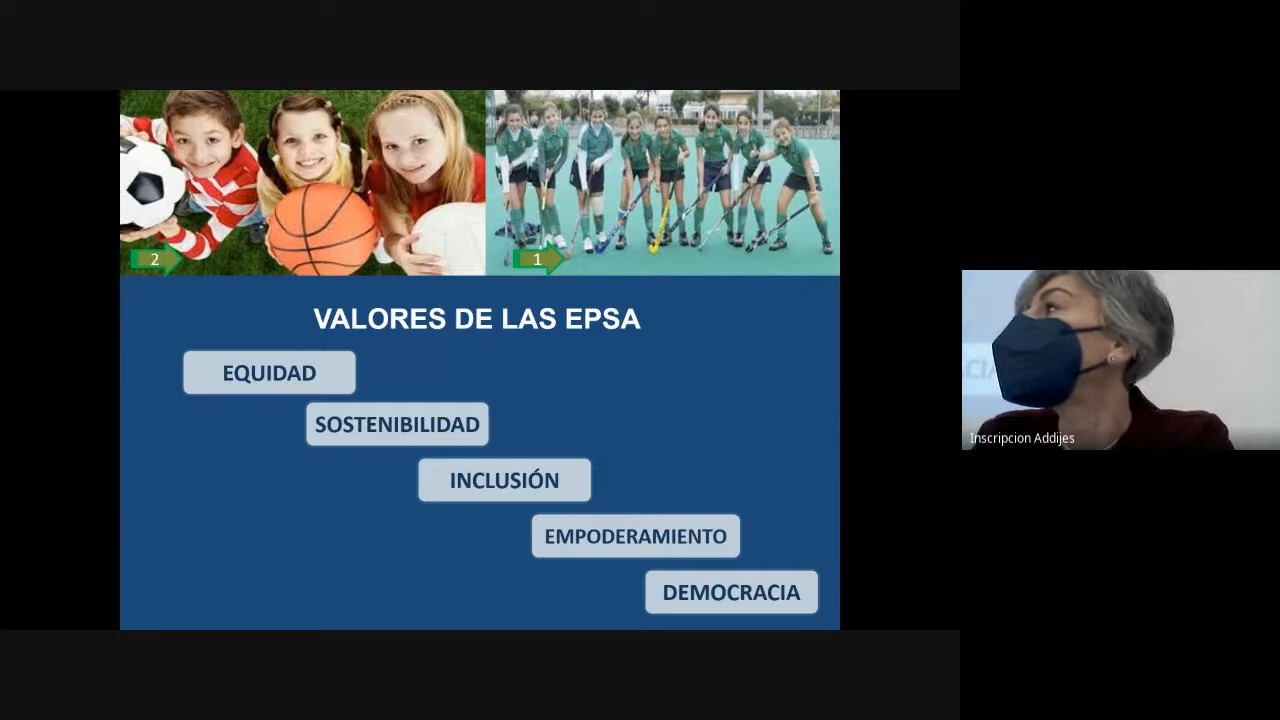 2
1
VALORES DE LAS EPSA
EQUIDAD
SOSTENIBILIDAD
INCLUSIÓN
EMPODERAMIENTO
DEMOCRACIA
Inscripcion Addijes